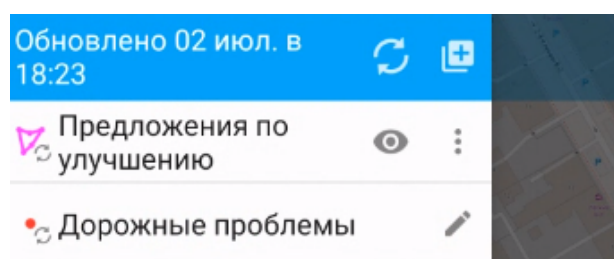 Обновлено 02 июл. в
18:23
Предложения по
улучшению
Дорожные проблемы